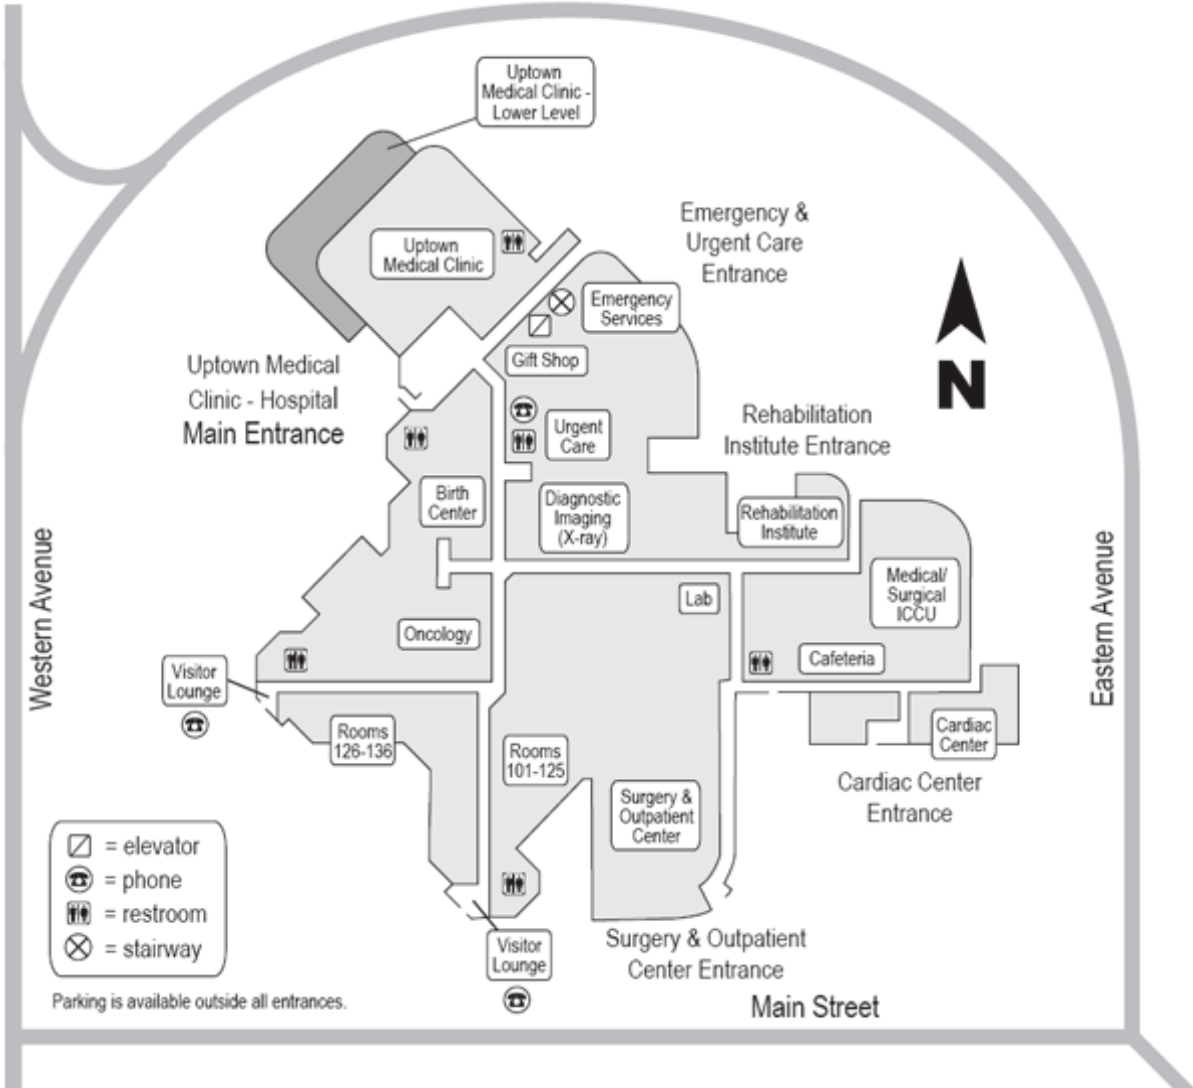 Uptown
Medical Clinic -
Lower Level
Uptown
Medical Clinic
Emergency &
Urgent Care
Entrance
Emergency
Services
Gift Shop
N
Uptown Medical
Clinic - Hospital
Main Entrance
Urgent
Care
Rehabilitation
Institute Entrance
Birth
Center
Diagnostic
Imaging
(X-ray)
Rehabilitation
Institute
Western Avenue
Eastern Avenue
Medical/
Surgical
ICCU
Lab
Oncology
Cafeteria
Visitor
Lounge
Rooms
126-136
Rooms
101-125
Cardiac
Center
Surgery &
Outpatient
Center
Cardiac Center
Entrance
= elevator
= phone
= restroom
= stairway
Visitor
Lounge
Surgery & Outpatient
Center Entrance
Parking is available outside all entrances.
Main Street